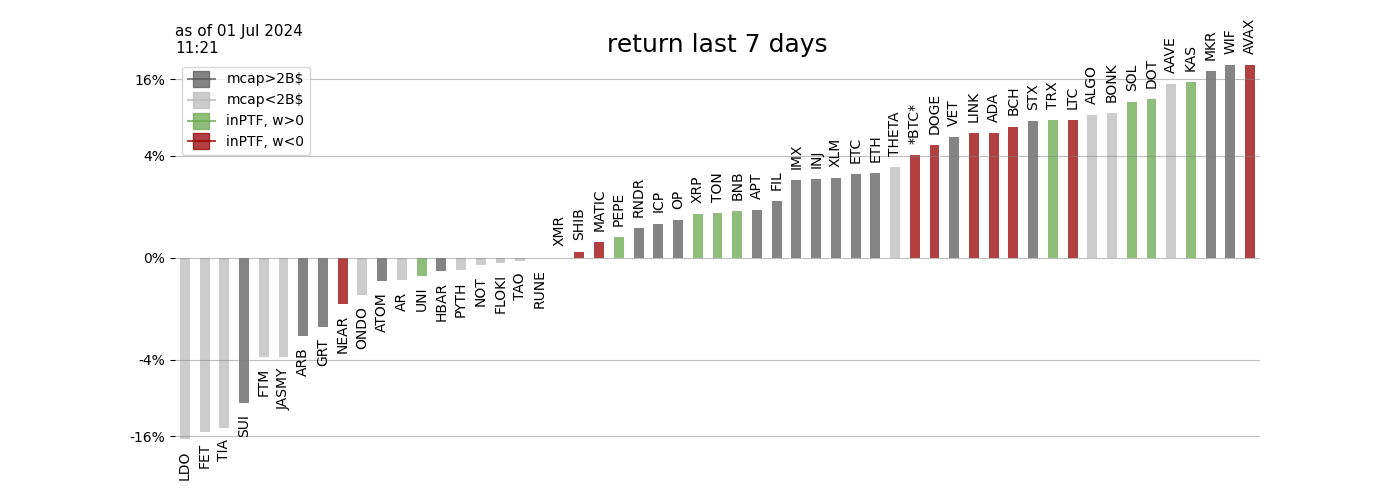 as of 01 Jul 2024
11:21
return last 7 days
mcap>2B$
mcap<2B$
inPTF, w>0
inPTF, w<0
16%
4%
0%
-4%
-16%
LDO
FET
TIA
SUI
FTM
JASMY
ARB
GRT
NEAR
ONDO
ATOM
AR
UNI
HBAR
PYTH
NOT
FLOKI
TAO
RUNE
XMR
SHIB
MATIC
PEPE
RNDR
ICP
OP
XRP
TON
BNB
APT
FIL
IMX
INJ
XLM
ETC
ETH
THETA
*BTC*
DOGE
VET
LINK
ADA
BCH
STX
TRX
LTC
ALGO
BONK
SOL
DOT
AAVE
KAS
MKR
WIF
AVAX